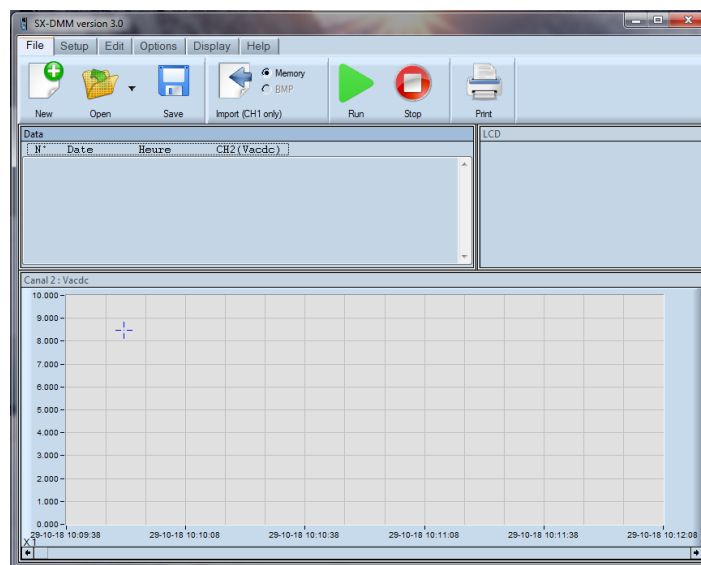 SX-DMM version 3.0
File Setup Edit Options Display Help
Memory
BMP
New Open Save Import (CH1 only) Run Stop Print
Data
LCD
N° Date Heure CH2(Vacdc)
Canal 2 : Vacdc
10.000
9.000
8.000
7.000
6.000
5.000
4.000
3.000
2.000
1.000
0.000
29-10-18 10:09:38 29-10-18 10:10:08 29-10-18 10:10:38 29-10-18 10:11:08 29-10-18 10:11:38 29-10-18 10:12:08
X1